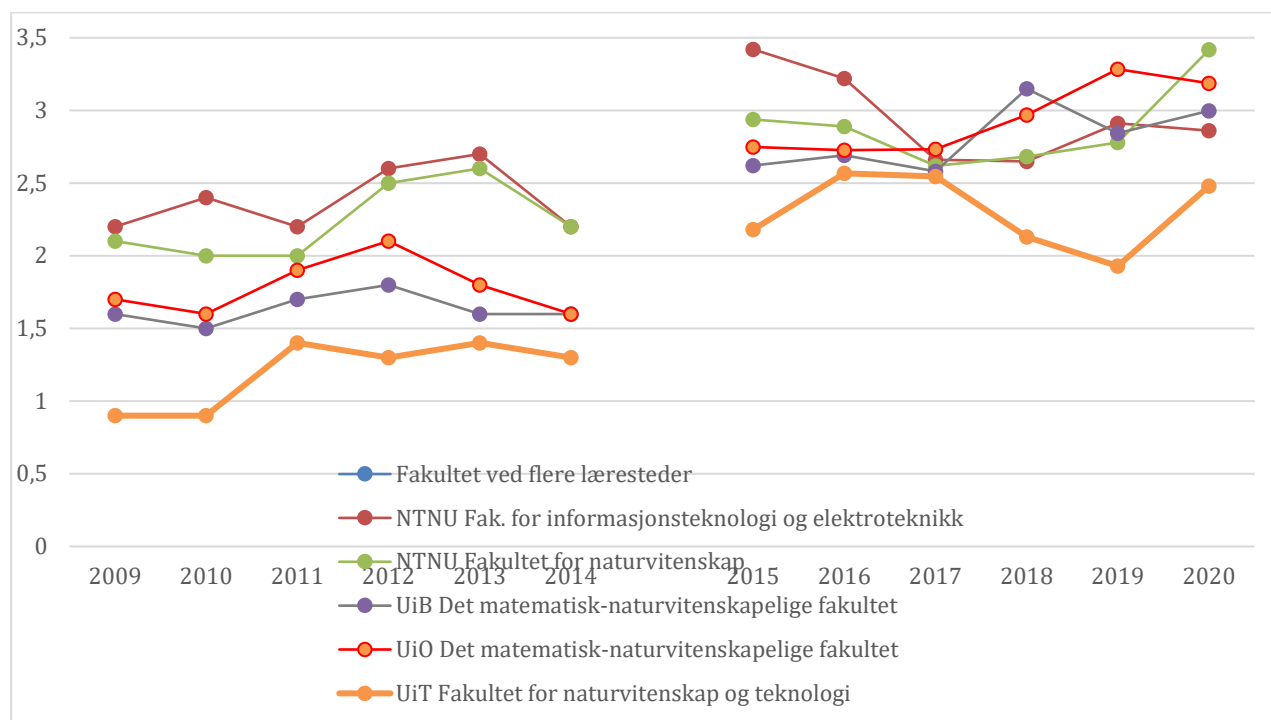 3,5
3
2,5
2
1,5
1
0,5
Fakultet ved flere læresteder
NTNU Fak. for informasjonsteknologi og elektroteknikk
0
NTNU Fakultet for naturvitenskap
2009 2010 2011 2012 2013 2014 2015 2016 2017 2018 2019 2020
UiB Det matematisk-naturvitenskapelige fakultet
UiO Det matematisk-naturvitenskapelige fakultet
UiT Fakultet for naturvitenskap og teknologi